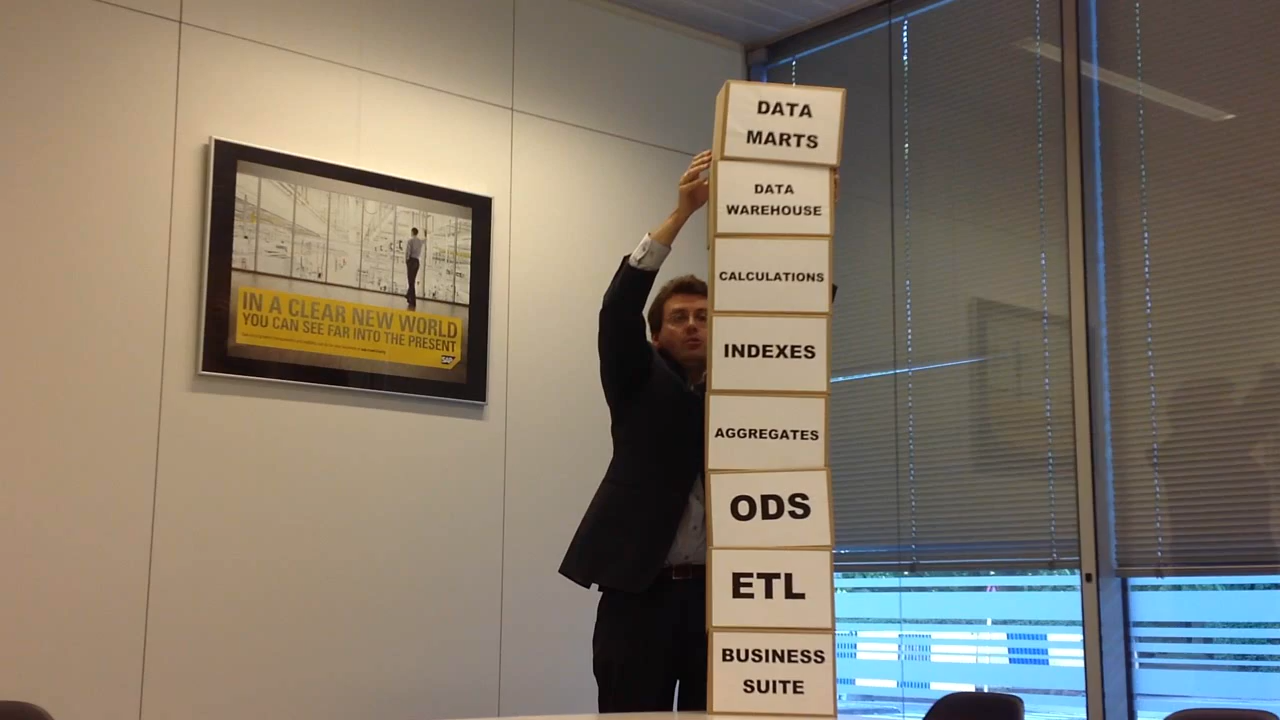 IN A CLEAR NEW WORLD
YOU CAN SEE FAR INTO THE PRESENT
SAP
DATA
MARTS
DATA
WAREHOUSE
CALCULATIONS
INDEXES
AGGREGATES
ODS
ETL
BUSINESS
SUITE